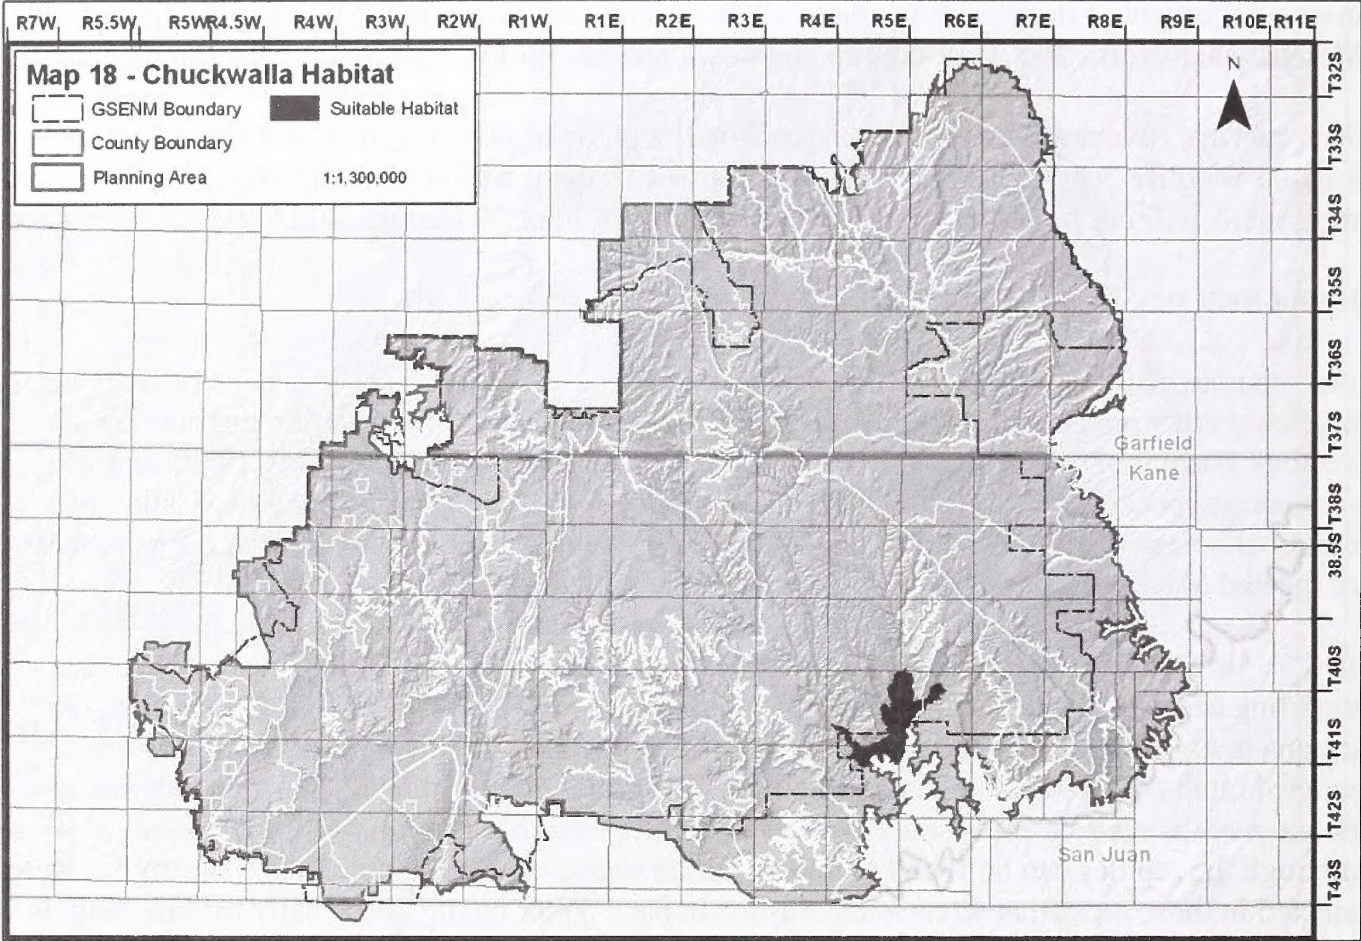 R7W R5.5W R5W R4.5W R4W R3W R2W R1W R1E R2E R3E R4E R5E R6E R7E R8E R9E R10E R11E
Map 18 - Chuckwalla Habitat
GSENM Boundary
Suitable Habitat
County Boundary
Planning Area
1:1,300,000
N
T32S
T33S
T34S
T35S
T36S
T37S
T38S
38.5S
T40S
T41S
T42S
T43S
Garfield
Kane
San Juan